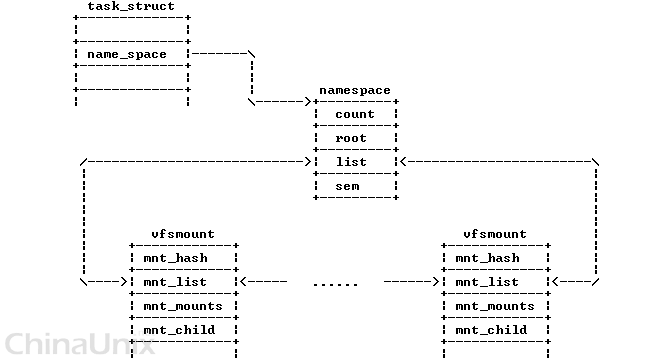 task_struct
name_space
namespace
count
root
list
sem
vfsmount
vfsmount
mnt_hash
mnt_hash
mnt_list
......
mnt_list
mnt_mounts
mnt_mounts
mnt_child
mnt_child
ChinaUnix